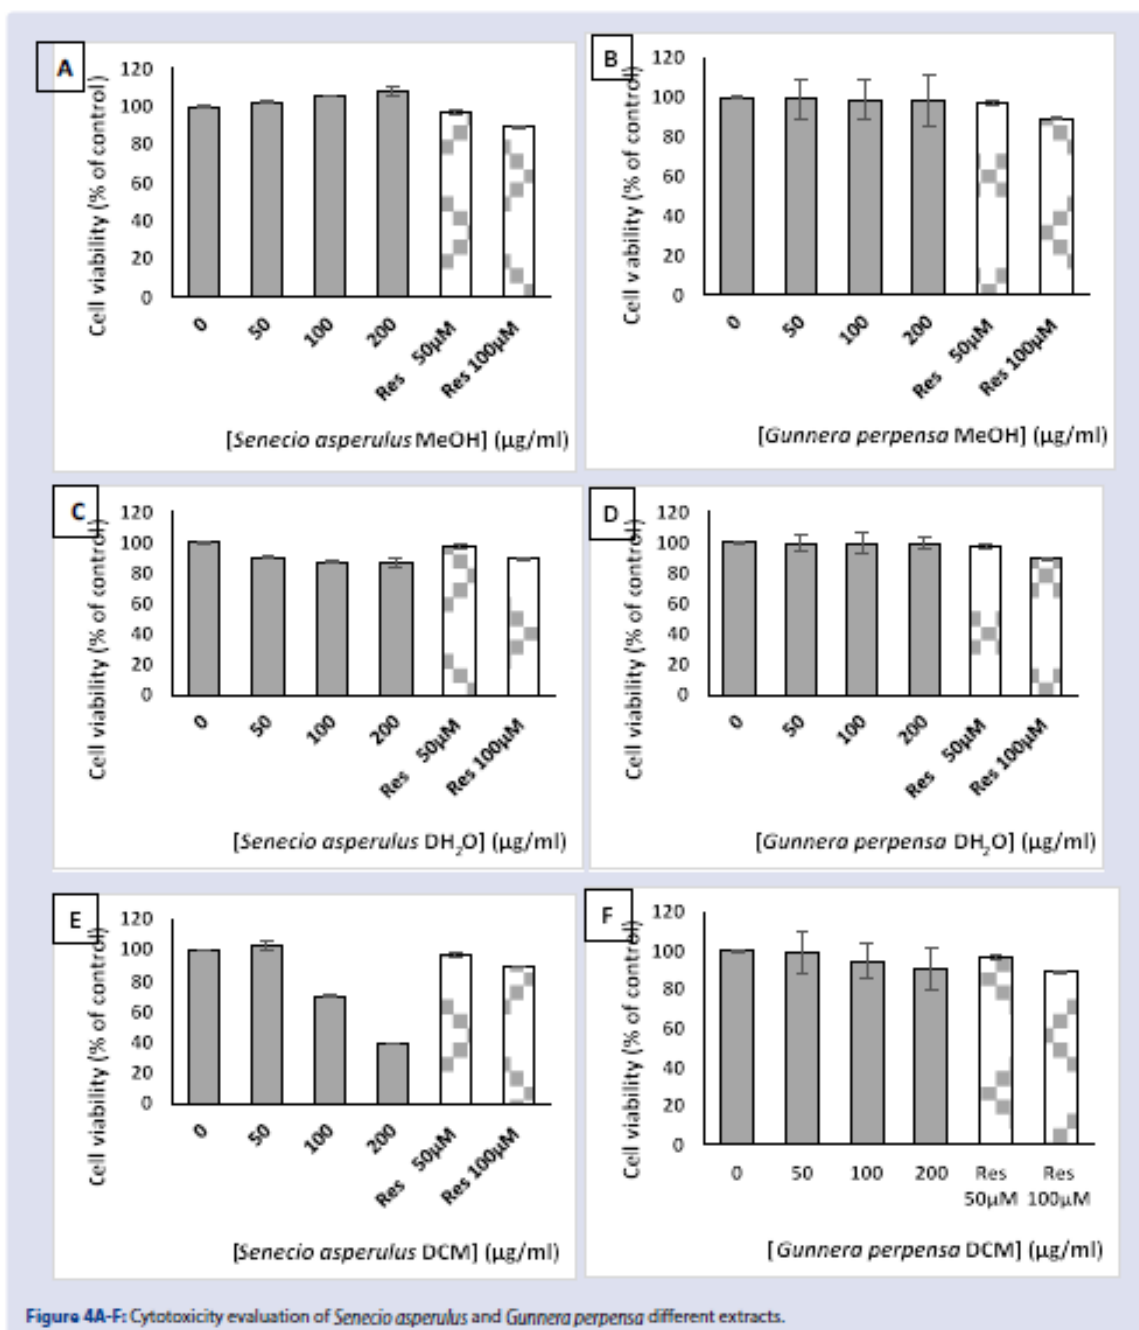 A
Cell viability (% of control)
120
100
80
60
40
20
0
0 50 100 200 Res 50µM Res 100µM
[Senecio asperulus MeOH] (µg/ml)
B
Cell v ability (% of control)
120
100
80
60
40
20
0
0 50 100 200 Res 50µM Res 100µM
[Gunnera perpensa MeOH] (µg/ml)
C
Cell viability (% of control)
120
100
80
60
40
20
0
0 50 100 200 Res 50µM Res 100µM
[Senecio asperulus DH₂O] (µg/ml)
D
Cell viability (% of control)
120
100
80
60
40
20
0
0 50 100 200 Res 50µM Res 100µM
[Gunnera perpensa DH₂O] (µg/ml)
E
Cell viability (% of control)
120
100
80
60
40
20
0
0 50 100 200 Res 50µM Res 100µM
[Senecio asperulus DCM] (µg/ml)
F
Cell viability (% of control)
120
100
80
60
40
20
0
0 50 100 200 Res Res
50µM 100µM
[Gunnera perpensa DCM] (µg/ml)
Figure 4A-F: Cytotoxicity evaluation of Senecio asperulus and Gunnera perpensa different extracts.